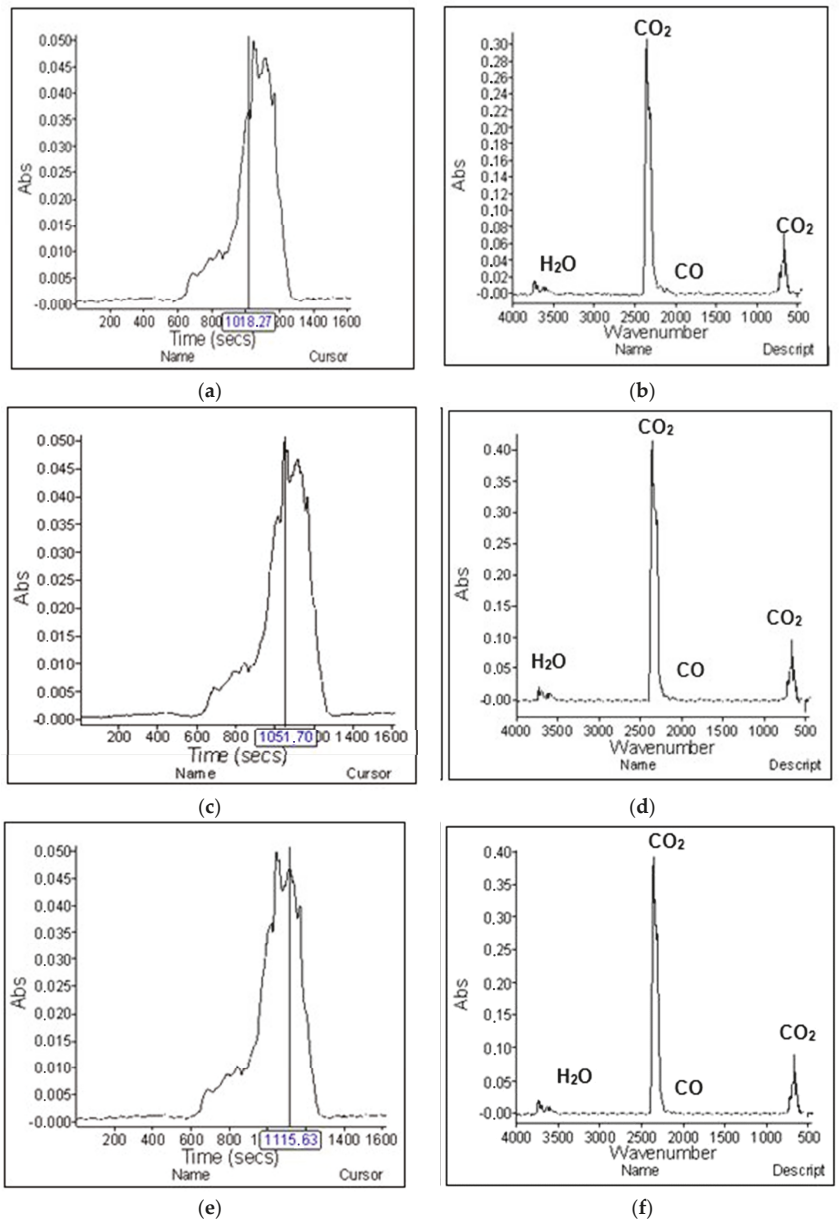 0.050
0.045
0.040
0.035
0.030
0.025
0.020
0.015
0.010
0.005
-0.000
Abs
200 400 600 800 1018.27 200 1400 1600
Time (secs)
Name Cursor
(a)
CO₂
0.30
0.28
0.26
0.24
0.22
0.20
0.18
0.16
0.14
0.12
0.10
0.08
0.06
0.04
0.02
-0.00
Abs
H₂O
CO
CO₂
4000 3500 3000 2500 2000 1500 1000 500
Wavenumber
Name Descript
(b)
0.050
0.045
0.040
0.035
0.030
0.025
0.020
0.015
0.010
0.005
-0.000
Abs
200 400 600 800 1051.70 200 1400 1600
Time (secs)
Name Cursor
(c)
CO₂
0.40
0.35
0.30
0.25
0.20
0.15
0.10
0.05
-0.00
Abs
H₂O
CO
CO₂
4000 3500 3000 2500 2000 1500 1000 500
Wavenumber
Name Descript
(d)
0.050
0.045
0.040
0.035
0.030
0.025
0.020
0.015
0.010
0.005
-0.000
Abs
200 400 600 800 1115.63 1400 1600
Time (secs)
Name Cursor
(e)
CO₂
0.40
0.35
0.30
0.25
0.20
0.15
0.10
0.05
-0.00
Abs
H₂O
CO
CO₂
4000 3500 3000 2500 2000 1500 1000 500
Wavenumber
Name Descript
(f)